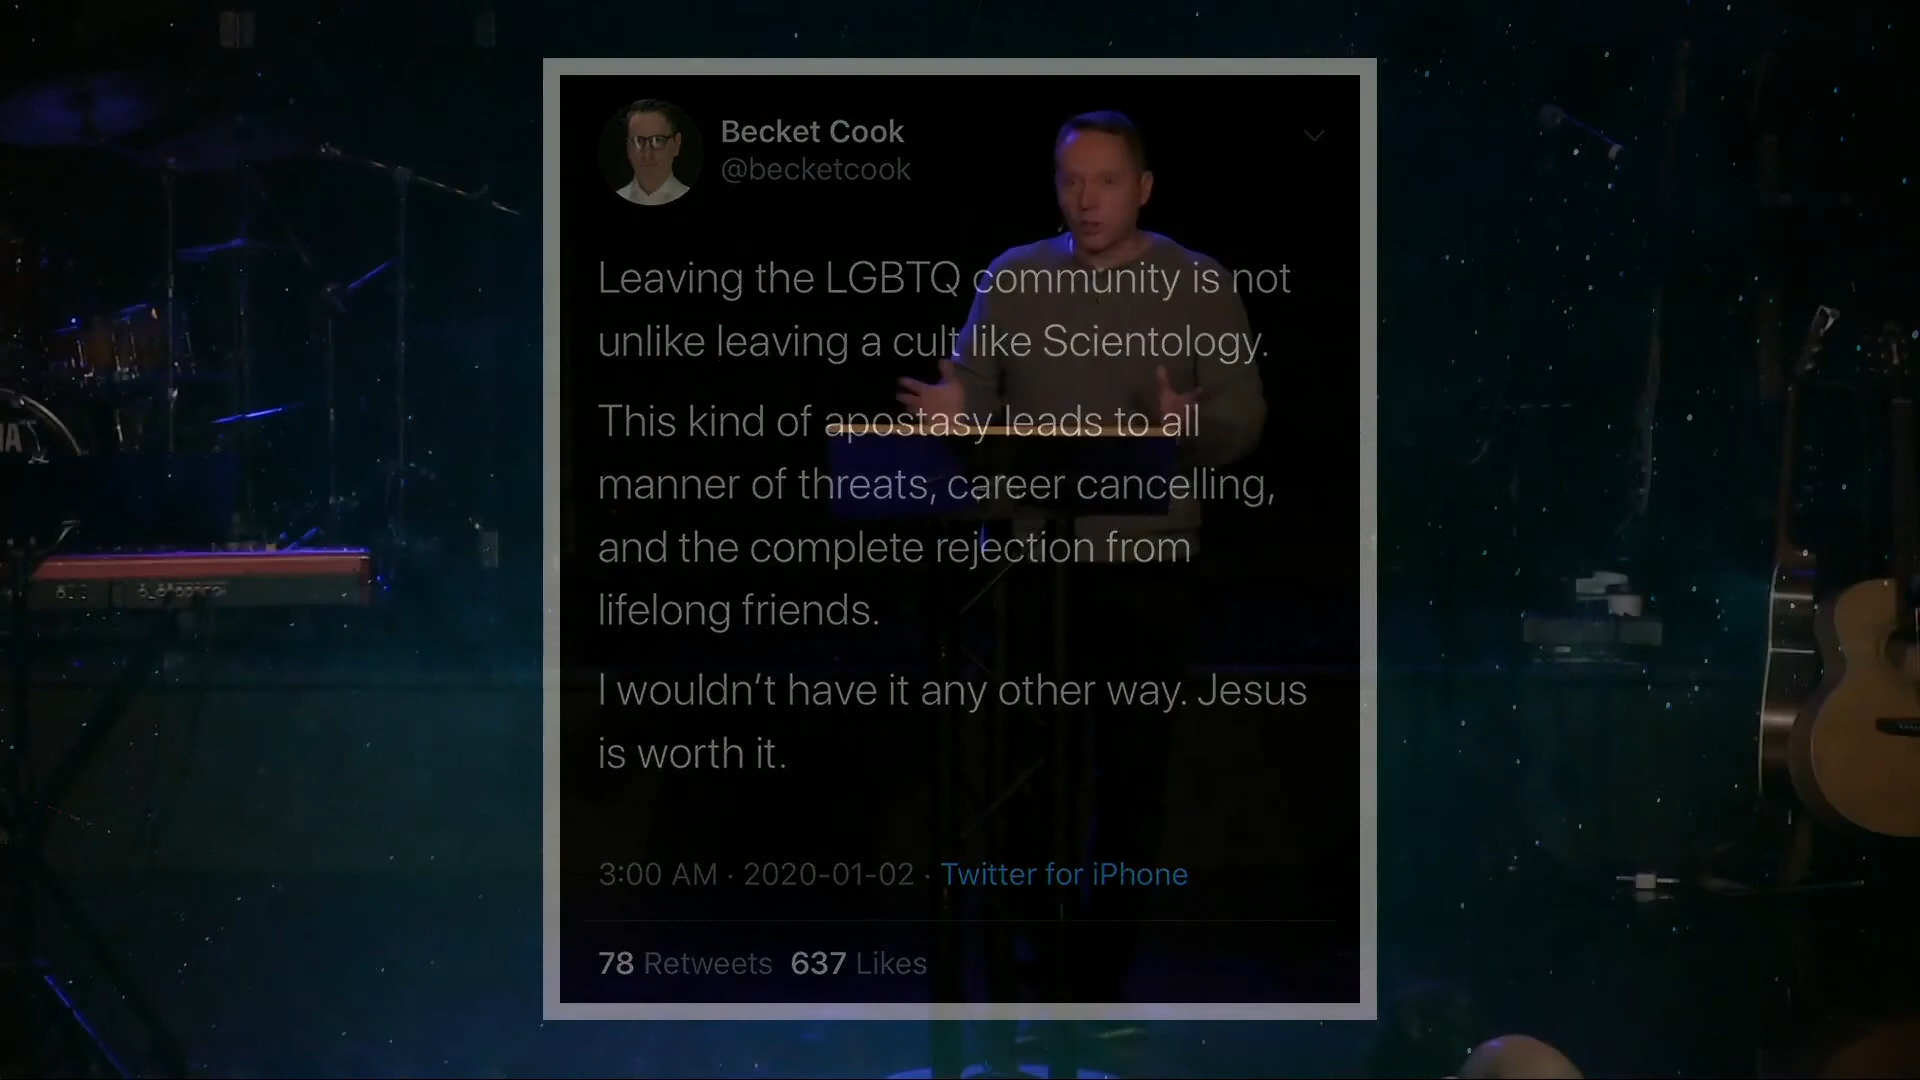 Becket Cook
@becketcook
Leaving the LGBTQ community is not
unlike leaving a cult like Scientology.
This kind of apostasy leads to all
manner of threats, career cancelling,
and the complete rejection from
lifelong friends.
I wouldn't have it any other way. Jesus
is worth it.
3:00 AM · 2020-01-02 · Twitter for iPhone
78 Retweets 637 Likes